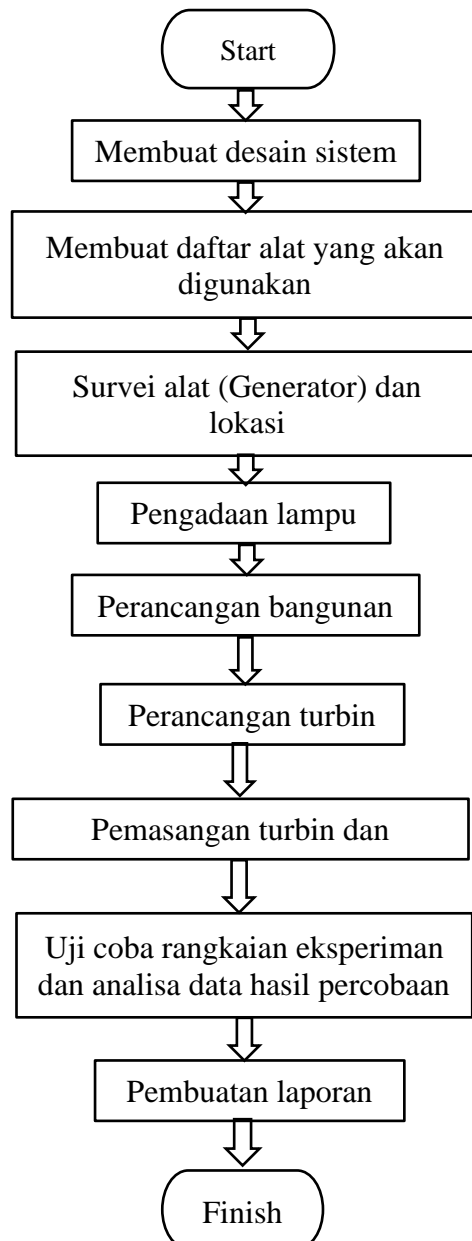 Start
Membuat desain sistem
Membuat daftar alat yang akan
digunakan
Survei alat (Generator) dan
lokasi
Pengadaan lampu
Perancangan bangunan
Perancangan turbin
Pemasangan turbin dan
Uji coba rangkaian eksperiman
dan analisa data hasil percobaan
Pembuatan laporan
Finish